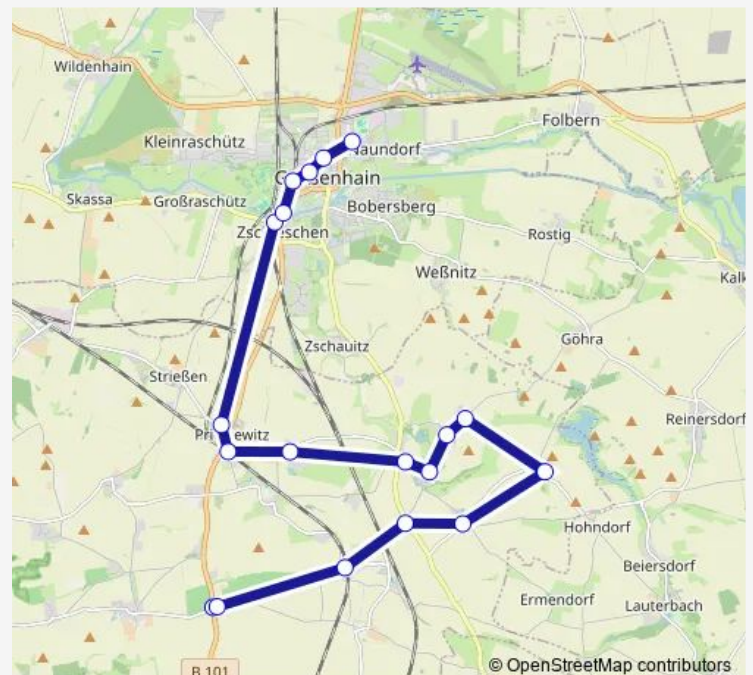 Wildenhain
Folbern
Kleinraschütz
Naundorf
Skassa
Großraschütz
Bobersberg
Rostig
Weßnitz
Kalk
Göhra
Zschauitz
Strießen
Reinersdorf
Hohndorf
Beiersdorf
Ermendorf
Lauterbach
B 101
© OpenStreetMap contributors